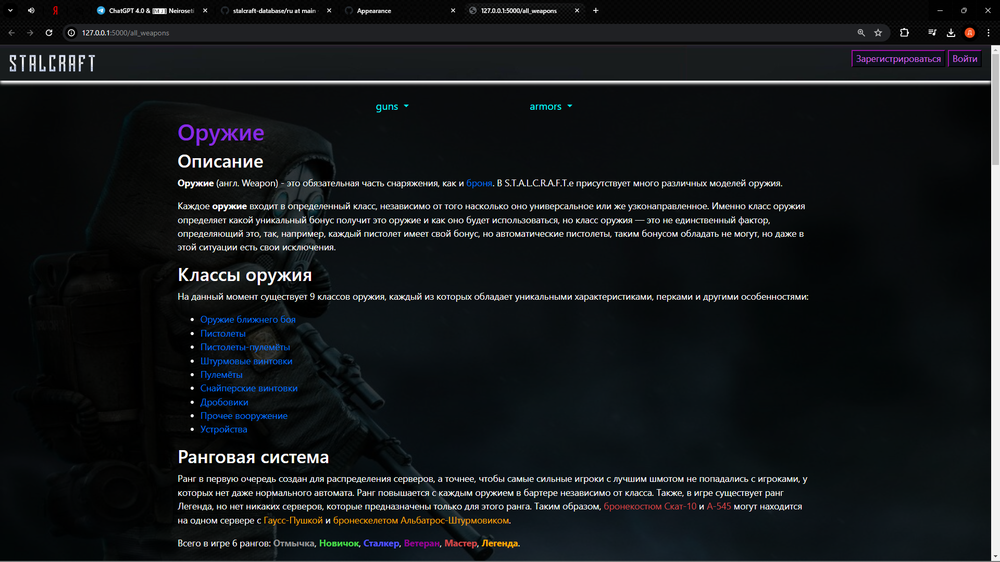 ChatGPT 4.0 & [M J] Neiroseti
stalcraft-database/ru at main
Appearance
127.0.0.1:5000/all_weapons
127.0.0.1:5000/all_weapons
Д
STALCRAFT
Зарегистрироваться
Войти
guns
armors
Оружие
Описание
Оружие (англ. Weapon) - это обязательная часть снаряжения, как и броня. В S.T.A.L.C.R.A.F.T.е присутствует много различных моделей оружия.
Каждое оружие входит в определенный класс, независимо от того насколько оно универсальное или же узконаправленное. Именно класс оружия
определяет какой уникальный бонус получит это оружие и как оно будет использоваться, но класс оружия — это не единственный фактор,
определяющий это, так, например, каждый пистолет имеет свой бонус, но автоматические пистолеты, таким бонусом обладать не могут, но даже в
этой ситуации есть свои исключения.
Классы оружия
На данный момент существует 9 классов оружия, каждый из которых обладает уникальными характеристиками, перками и другими особенностями:
Оружие ближнего боя
Пистолеты
Пистолеты-пулемёты
Штурмовые винтовки
Пулемёты
Снайперские винтовки
Дробовики
Прочее вооружение
Устройства
Ранговая система
Ранг в первую очередь создан для распределения серверов, а точнее, чтобы самые сильные игроки с лучшим шмотом не попадались с игроками, у
которых нет даже нормального автомата. Ранг повышается с каждым оружием в бартере независимо от класса. Также, в игре существует ранг
Легенда, но нет никаких серверов, которые предназначены только для этого ранга. Таким образом, бронекостюм Скат-10 и А-545 могут находится
на одном сервере с Гаусс-Пушкой и бронескелетом Альбатрос-Штурмовиком.
Всего в игре 6 рангов: Отмычка, Новичок, Сталкер, Ветеран, Мастер, Легенда.